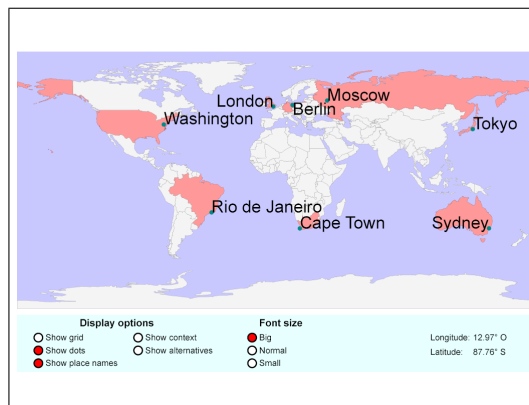 London
Moscow
Berlin
Washington
Tokyo
Rio de Janeiro
Cape Town
Sydney
Display options
Font size
Show grid
Show context
Big
Longitude: 12.97° O
Show dots
Show alternatives
Normal
Latitude: 87.76° S
Show place names
Small